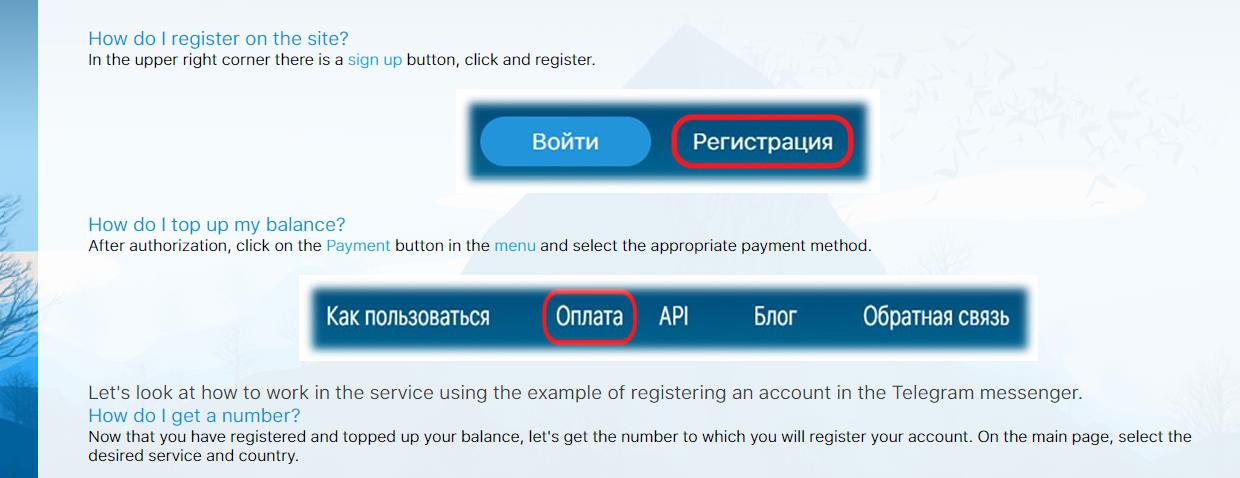 How do I register on the site?
In the upper right corner there is a sign up button, click and register.
Войти Регистрация
How do I top up my balance?
After authorization, click on the Payment button in the menu and select the appropriate payment method.
Как пользоваться Оплата API Блог Обратная связь
Let's look at how to work in the service using the example of registering an account in the Telegram messenger.
How do I get a number?
Now that you have registered and topped up your balance, let's get the number to which you will register your account. On the main page, select the
desired service and country.